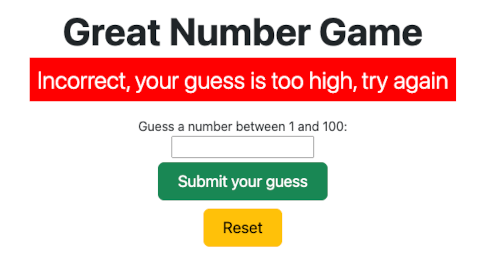 Great Number Game
Incorrect, your guess is too high, try again
Guess a number between 1 and 100:
Submit your guess
Reset